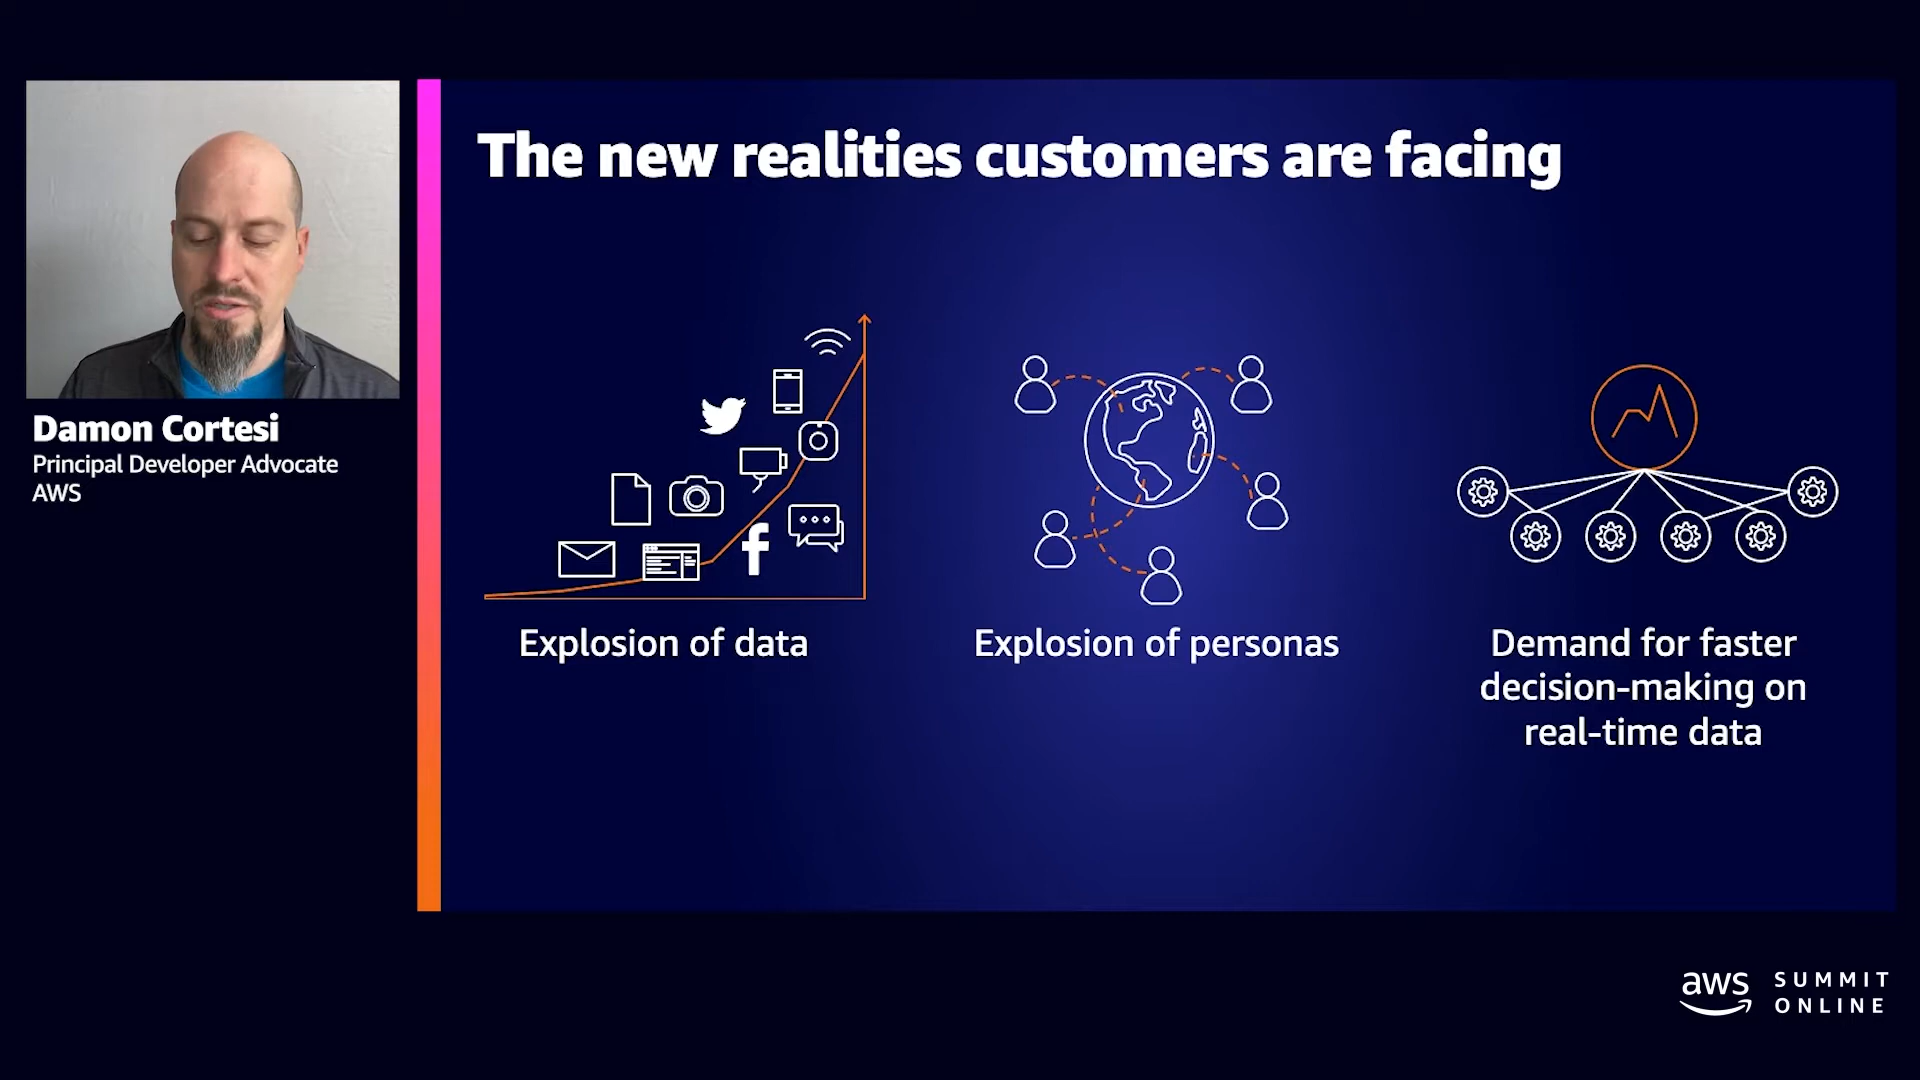 The new realities customers are facing
Damon Cortesi
Principal Developer Advocate
AWS
Explosion of data
Explosion of personas
Demand for faster
decision-making on
real-time data
aws
SUMMIT
ONLINE